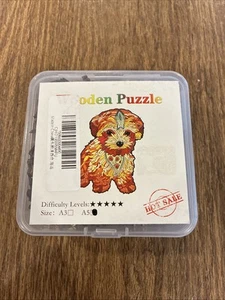 Wooden Puzzle
Difficulty Levels:★★★★★
Size: A3□ A5●
HOT SALE